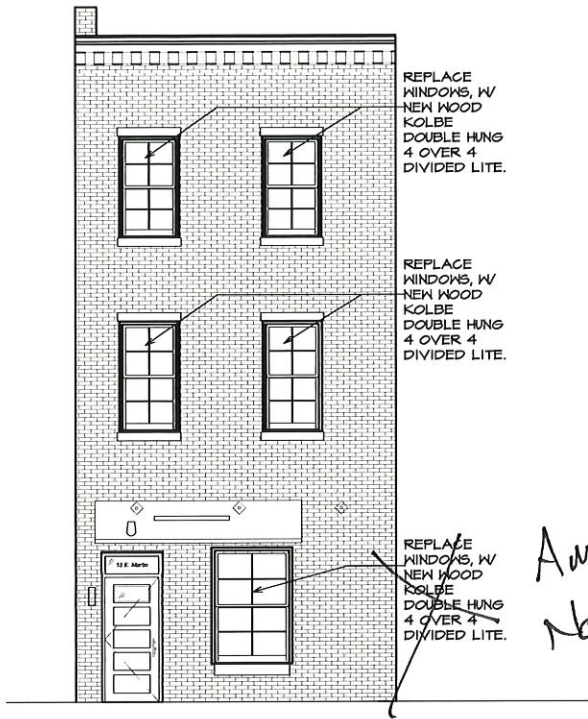 REPLACE
WINDOWS, W/
NEW WOOD
KOLBE
DOUBLE HUNG
4 OVER 4
DIVIDED LITE.
REPLACE
WINDOWS, W/
NEW WOOD
KOLBE
DOUBLE HUNG
4 OVER 4
DIVIDED LITE.
REPLACE
WINDOWS, W/
NEW WOOD
KOLBE
DOUBLE HUNG
4 OVER 4
DIVIDED LITE.
15 E. Martin